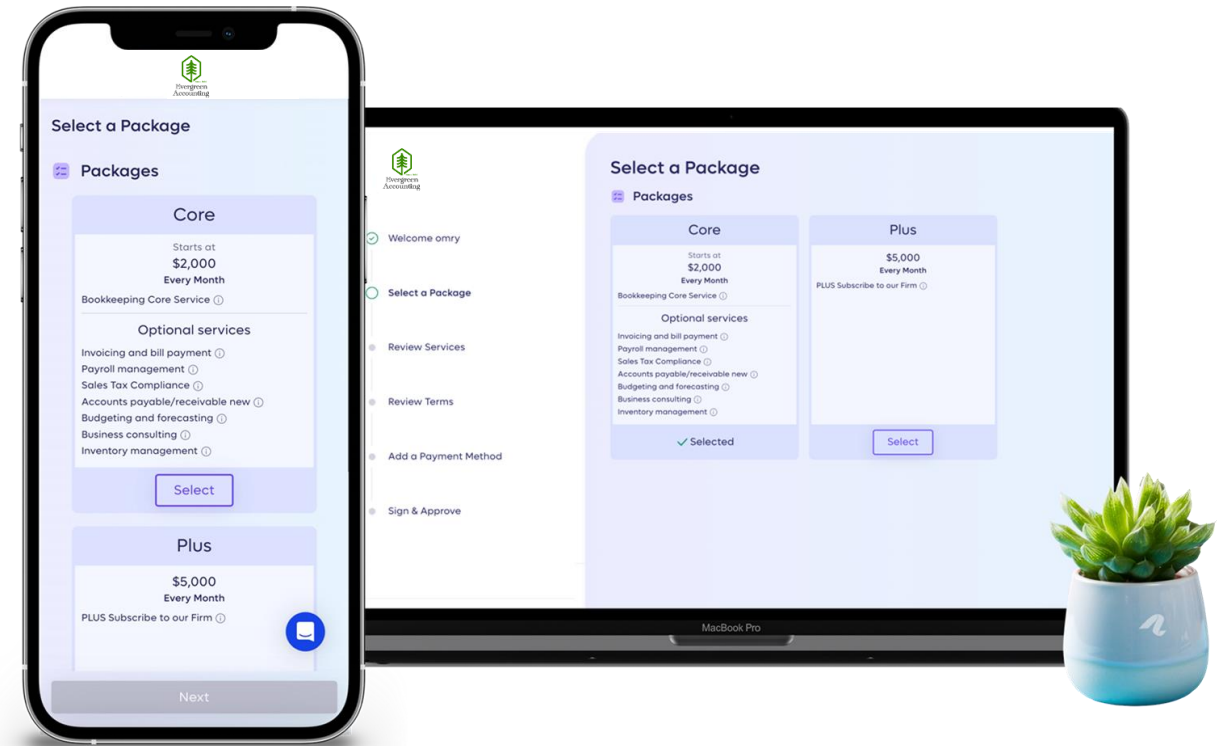 Evergreen
Accounting
Select a Package
Packages
Core
Starts at
$2,000
Every Month
Bookkeeping Core Service
Optional services
Invoicing and bill payment
Payroll management
Sales Tax Compliance
Accounts payable/receivable new
Budgeting and forecasting
Business consulting
Inventory management
Select
Plus
$5,000
Every Month
PLUS Subscribe to our Firm
Next
Evergreen
Accounting
Welcome omry
Select a Package
Review Services
Review Terms
Add a Payment Method
Sign & Approve
Select a Package
Packages
Core
Starts at
$2,000
Every Month
Bookkeeping Core Service
Optional services
Invoicing and bill payment
Payroll management
Sales Tax Compliance
Accounts payable/receivable new
Budgeting and forecasting
Business consulting
Inventory management
Selected
Plus
$5,000
Every Month
PLUS Subscribe to our Firm
Select
MacBook Pro